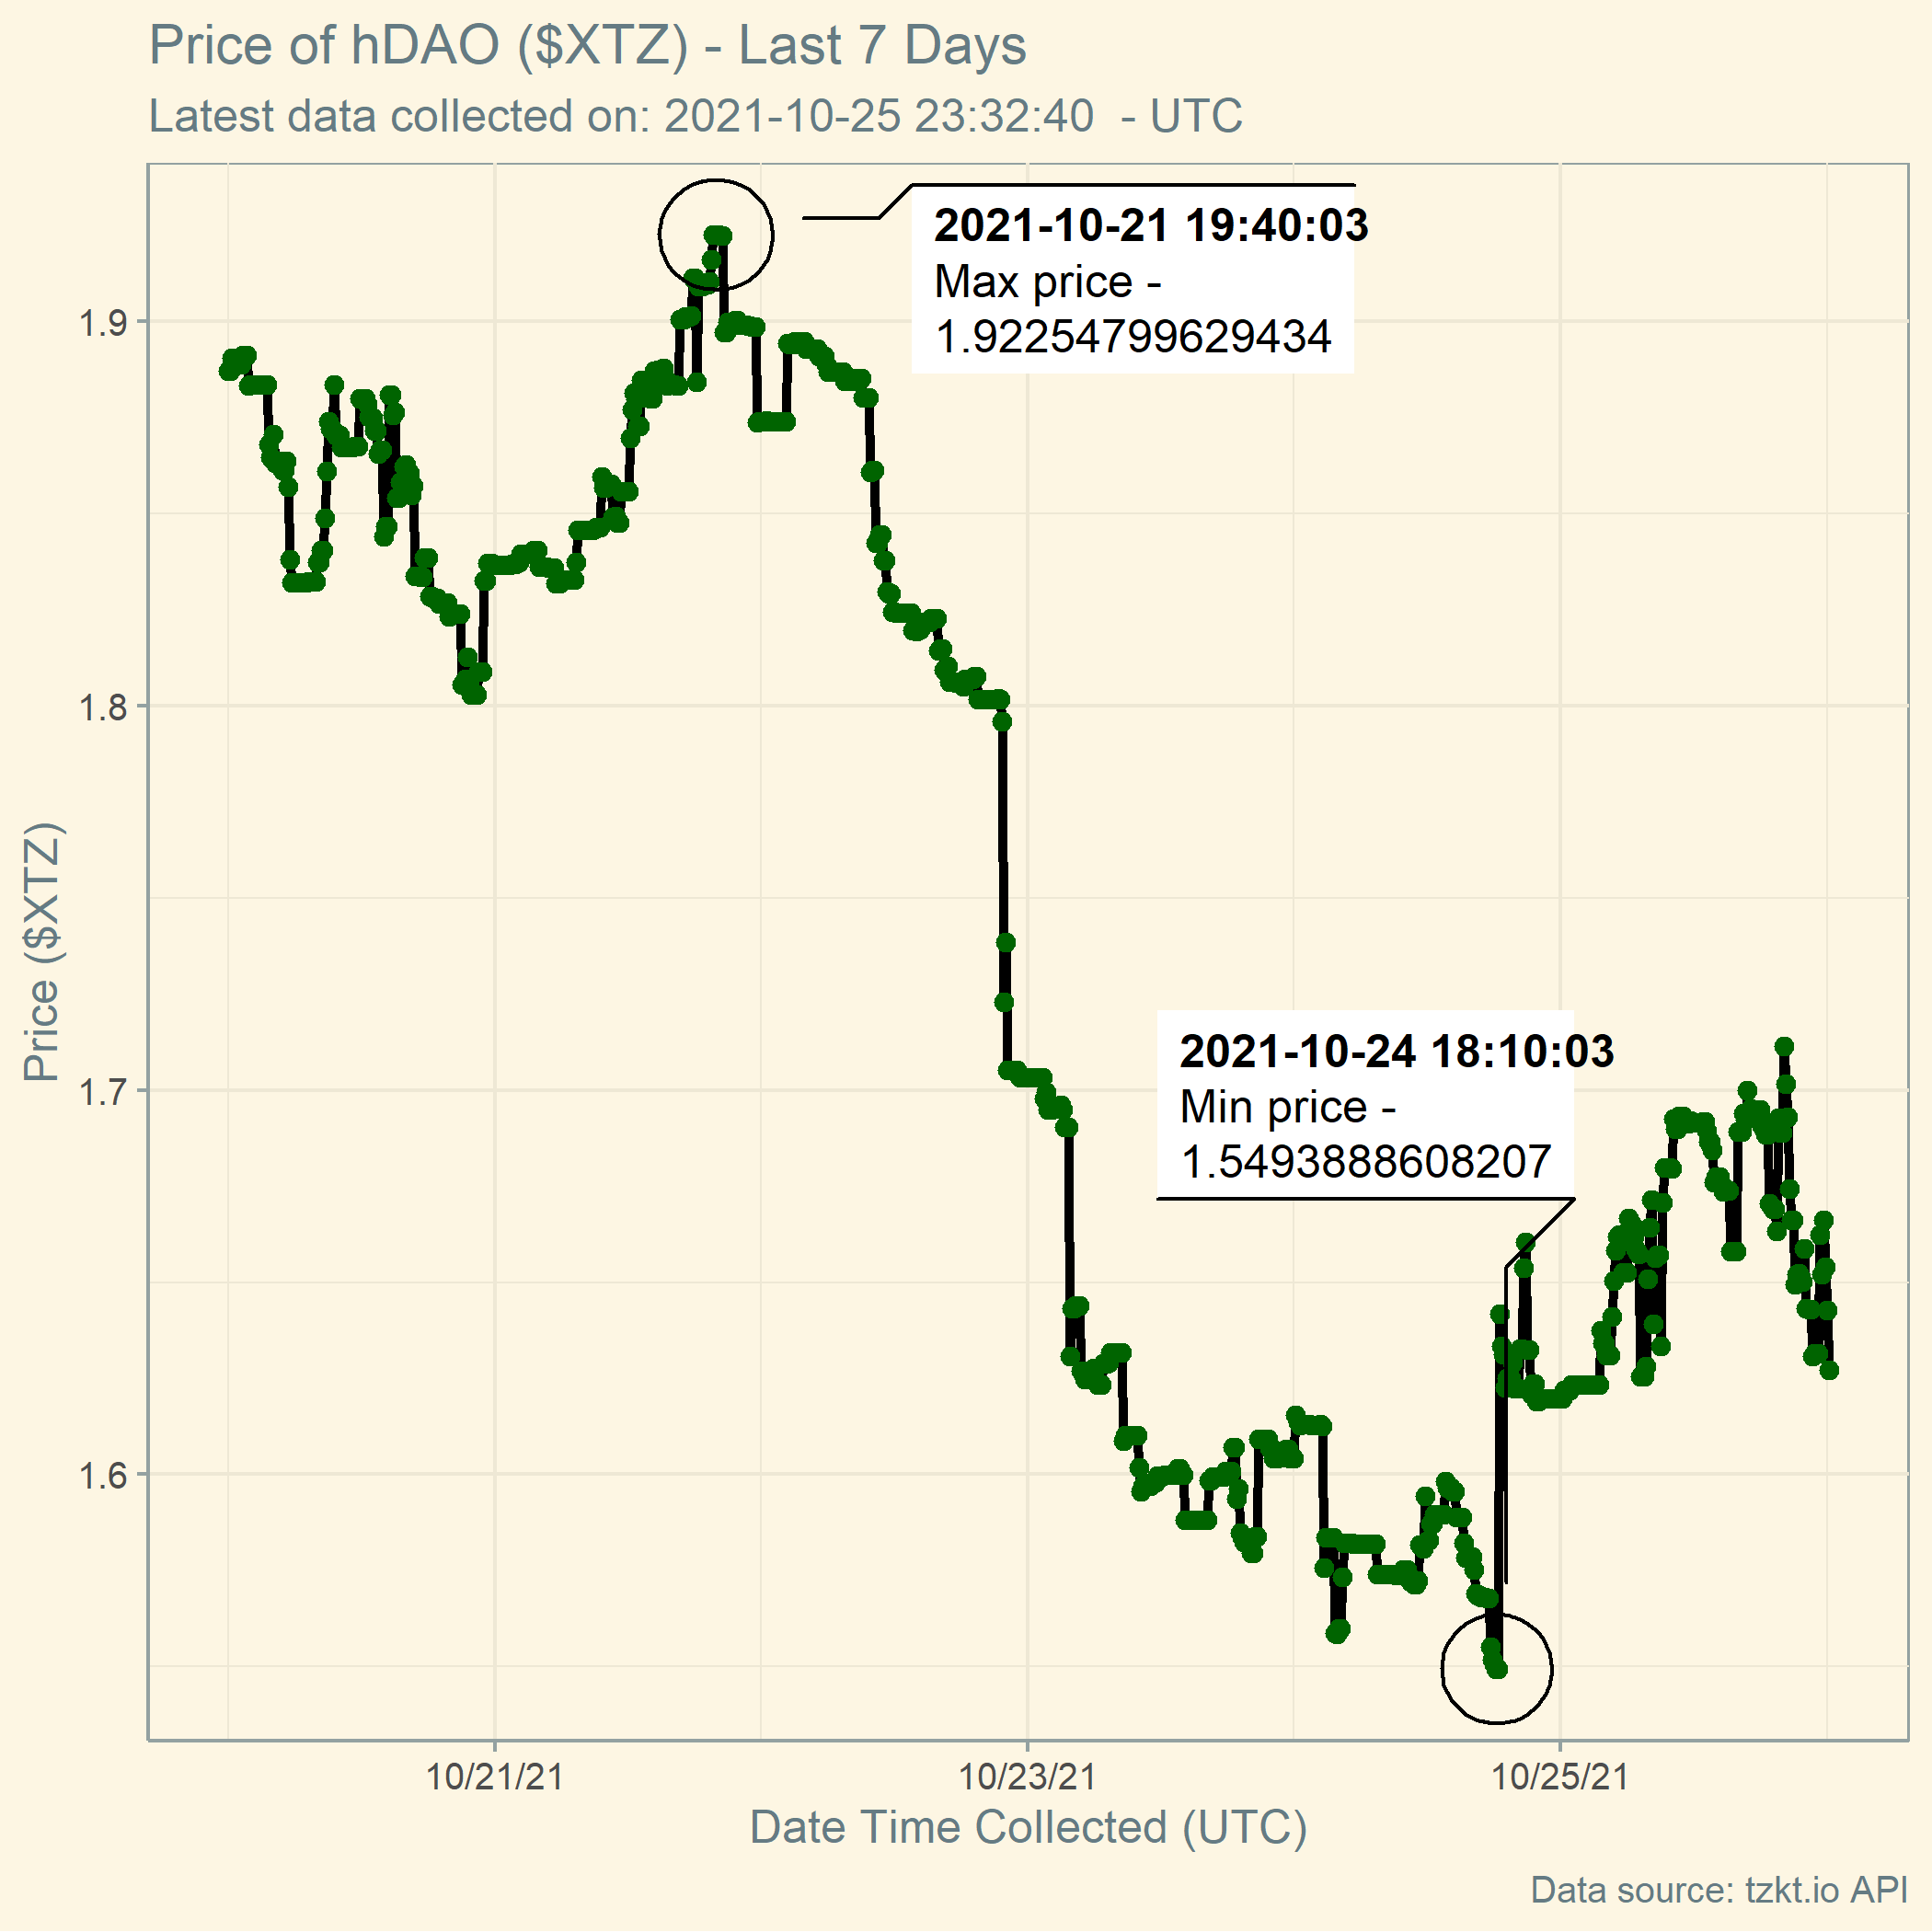 Price of hDAO ($XTZ) - Last 7 Days
Latest data collected on: 2021-10-25 23:32:40  - UTC
2021-10-21 19:40:03
Max price -
1.92254799629434
1.9
1.8
Price ($XTZ)
1.7
2021-10-24 18:10:03
Min price -
1.5493888608207
1.6
10/21/21
10/23/21
10/25/21
Date Time Collected (UTC)
Data source: tzkt.io API